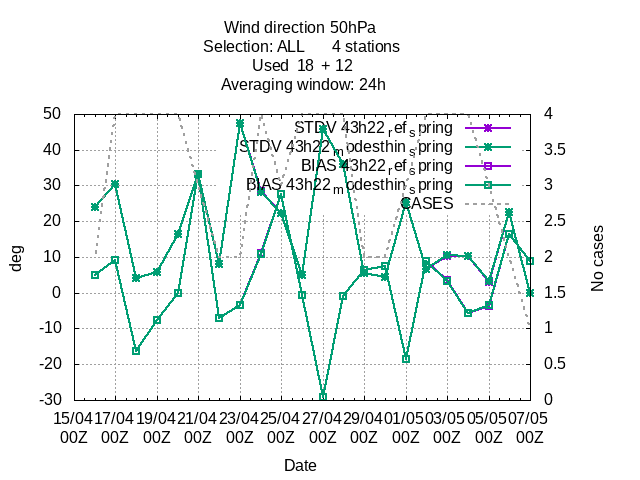 Wind direction 50hPa
Selection: ALL 4 stations
Used 18 + 12
Averaging window: 24h
STDV 43h22refspring
STDV 43h22modesthinspring
BIAS 43h22refspring
BIAS 43h22modesthinspring
CASES
50
40
30
20
10
0
-10
-20
-30
deg
4
3.5
3
2.5
2
1.5
1
0.5
0
No cases
15/04 17/04 19/04 21/04 23/04 25/04 27/04 29/04 01/05 03/05 05/05 07/05
00Z 00Z 00Z 00Z 00Z 00Z 00Z 00Z 00Z 00Z 00Z 00Z
Date